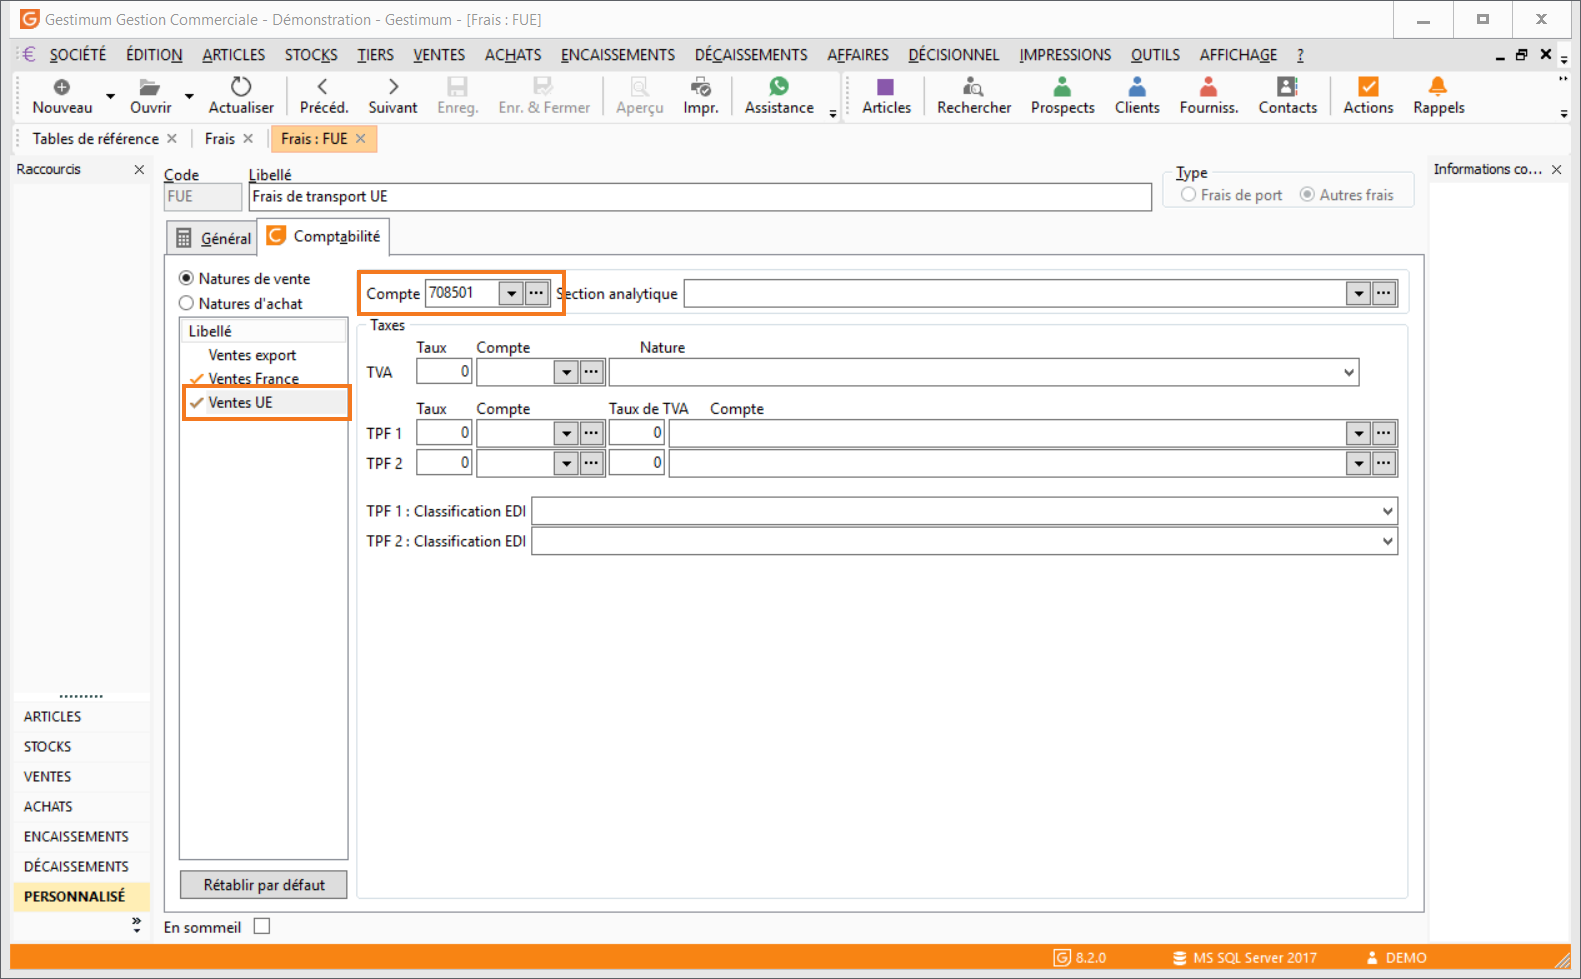 Gestimum Gestion Commerciale - Démonstration - Gestimum - [Frais : FUE]
SOCIÉTÉ ÉDITION ARTICLES STOCKS TIERS VENTES ACHATS ENCAISSEMENTS DÉCAISSEMENTS AFFAIRES DÉCISIONNEL IMPRESSIONS OUTILS AFFICHAGE ?
Nouveau Ouvrir Actualiser Précéd. Suivant Enreg. Enr. & Fermer Aperçu Impr. Assistance Articles Rechercher Prospects Clients Fourniss. Contacts Actions Rappels
Tables de référence Frais Frais : FUE
Raccourcis
Informations co...
Code Libellé
FUE Frais de transport UE
Type
Frais de port Autres frais
Général Comptabilité
Natures de vente
Natures d'achat
Libellé
Ventes export
Ventes France
Ventes UE
Rétablir par défaut
Compte 708501 Section analytique
Taxes
Taux Compte Nature
TVA 0
Taux Compte Taux de TVA Compte
TPF 1 0 0
TPF 2 0 0
TPF 1 : Classification EDI
TPF 2 : Classification EDI
ARTICLES
STOCKS
VENTES
ACHATS
ENCAISSEMENTS
DÉCAISSEMENTS
PERSONNALISÉ
En sommeil
8.2.0 MS SQL Server 2017 DEMO